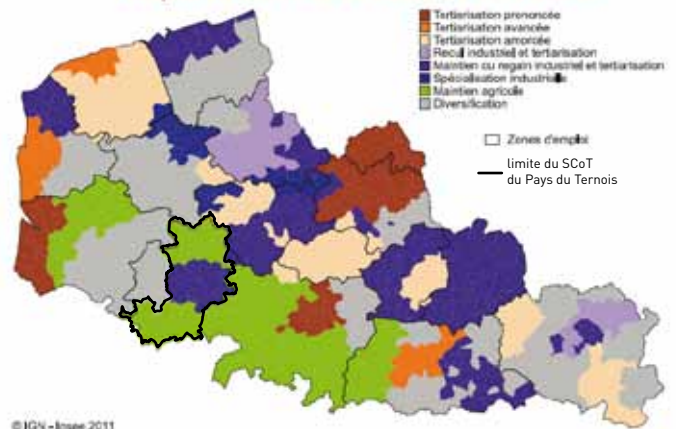 Tertiarisation prononcée
Tertiarisation avancée
Tertiarisation amorcée
Recul industriel et tertiarisation
Maintien ou regain industriel et tertiarisation
Spécialisation industrielle
Maintien agricole
Diversification
Zones d'emploi
limite du SCoT
du Pays du Ternois
© IGN - Insee 2011